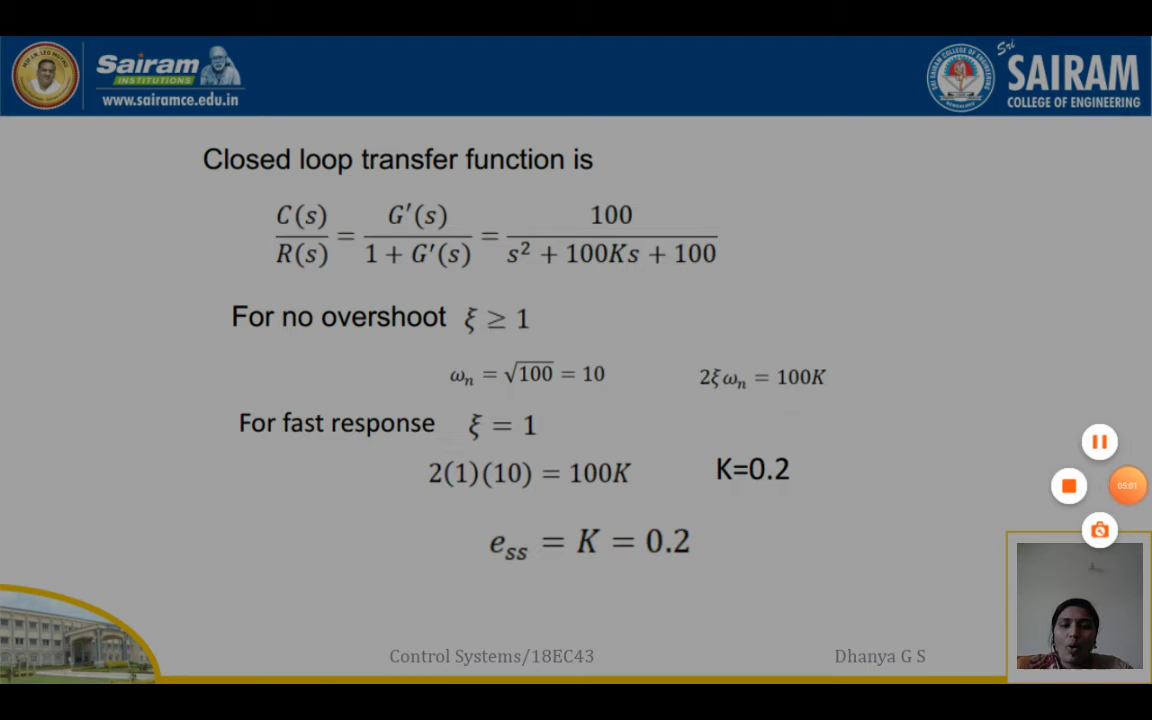 Sairam
INSTITUTIONS
www.sairamce.edu.in
Sri
SAIRAM
COLLEGE OF ENGINEERING
Closed loop transfer function is
C(s)/R(s) = G′(s)/(1 + G′(s)) = 100/(s² + 100Ks + 100)
For no overshoot ξ ≥ 1
ωₙ = √100 = 10 2ξωₙ = 100K
For fast response ξ = 1
2(1)(10) = 100K K=0.2
eₛₛ = K = 0.2
05:01
Control Systems/18EC43 Dhanya G S